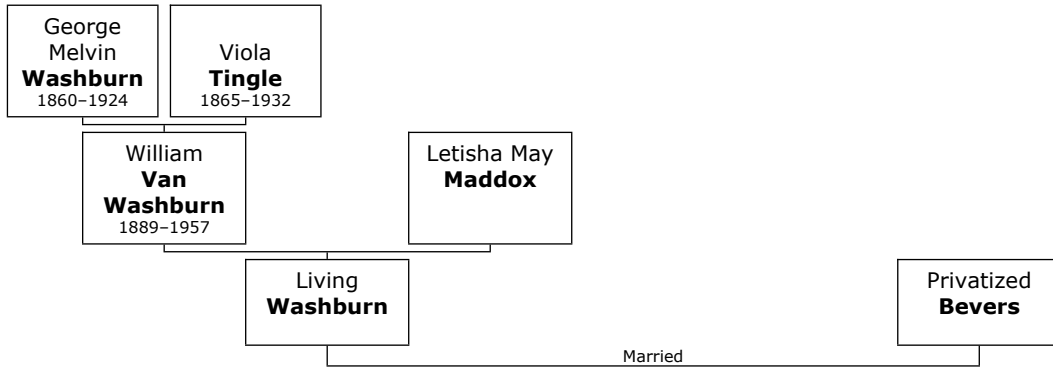 George
Melvin
Washburn
1860–1924
Viola
Tingle
1865–1932
William
Van
Washburn
1889–1957
Letisha May
Maddox
Living
Washburn
Privatized
Bevers
Married